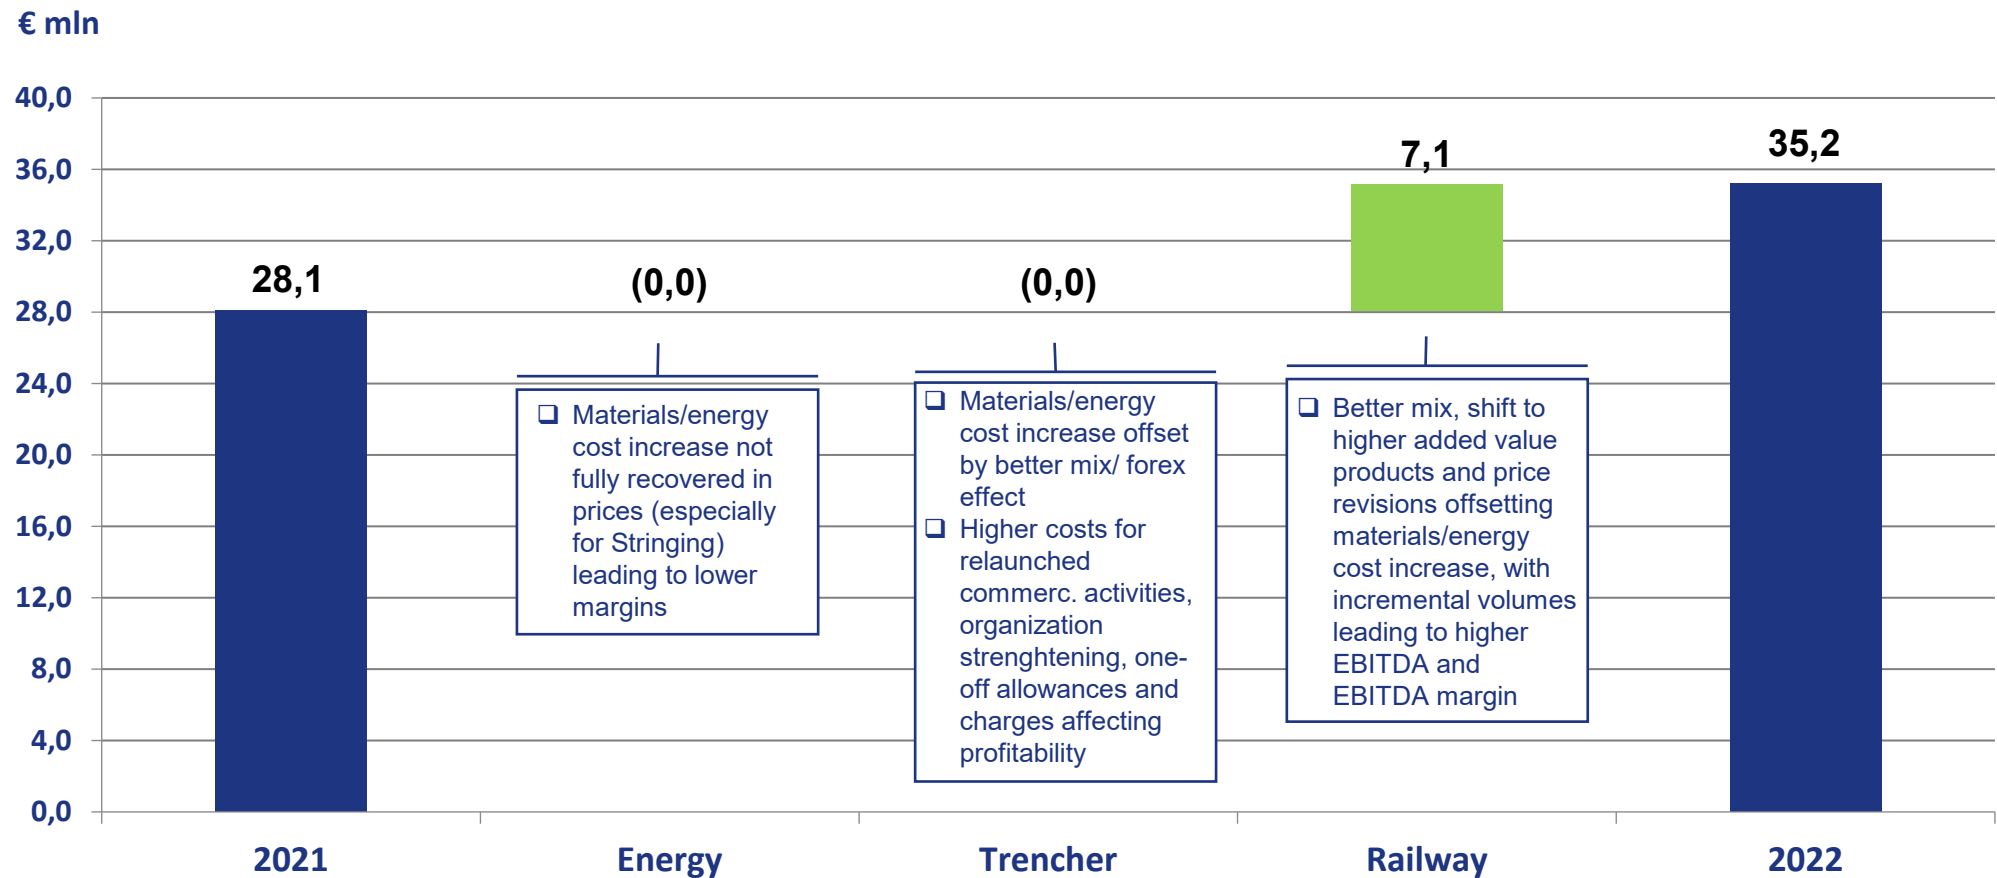 € mln
40,0
36,0
32,0
28,0
24,0
20,0
16,0
12,0
8,0
4,0
0,0
28,1
(0,0)
(0,0)
7,1
35,2
❑ Materials/energy
cost increase not
fully recovered in
prices (especially
for Stringing)
leading to lower
margins
❑ Materials/energy
cost increase offset
by better mix/ forex
effect
❑ Higher costs for
relaunched
commerc. activities,
organization
strenghtening, one-
off allowances and
charges affecting
profitability
❑ Better mix, shift to
higher added value
products and price
revisions offsetting
materials/energy
cost increase, with
incremental volumes
leading to higher
EBITDA and
EBITDA margin
2021
Energy
Trencher
Railway
2022